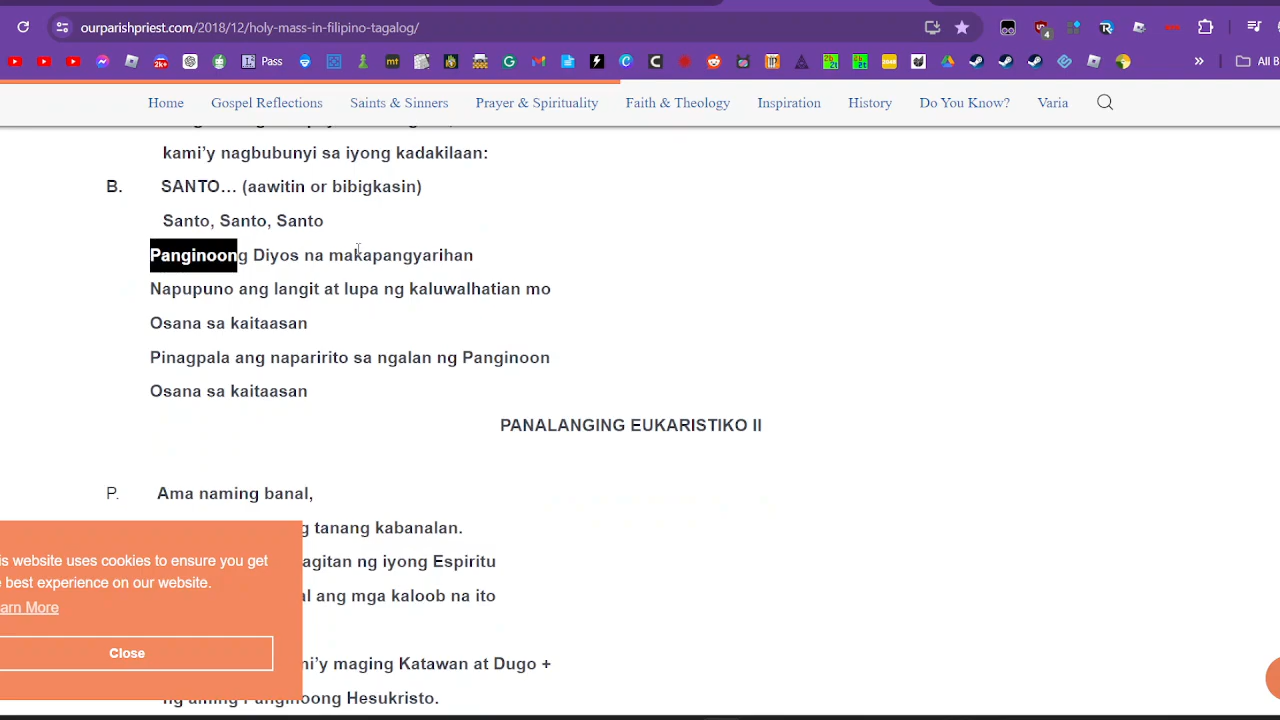 ourparishpriest.com/2018/12/holy-mass-in-filipino-tagalog/
Pass
All B
Home Gospel Reflections Saints & Sinners Prayer & Spirituality Faith & Theology Inspiration History Do You Know? Varia
kami’y nagbubunyi sa iyong kadakilaan:
B. SANTO… (aawitin or bibigkasin)
Santo, Santo, Santo
Panginoong Diyos na makapangyarihan
Napupuno ang langit at lupa ng kaluwalhatian mo
Osana sa kaitaasan
Pinagpala ang naparirito sa ngalan ng Panginoon
Osana sa kaitaasan
PANALANGING EUKARISTIKO II
P. Ama naming banal,
g tanang kabanalan.
agitan ng iyong Espiritu
al ang mga kaloob na ito
ni’y maging Katawan at Dugo +
ng aming Panginoong Hesukristo.
is website uses cookies to ensure you get
best experience on our website.
arn More
Close